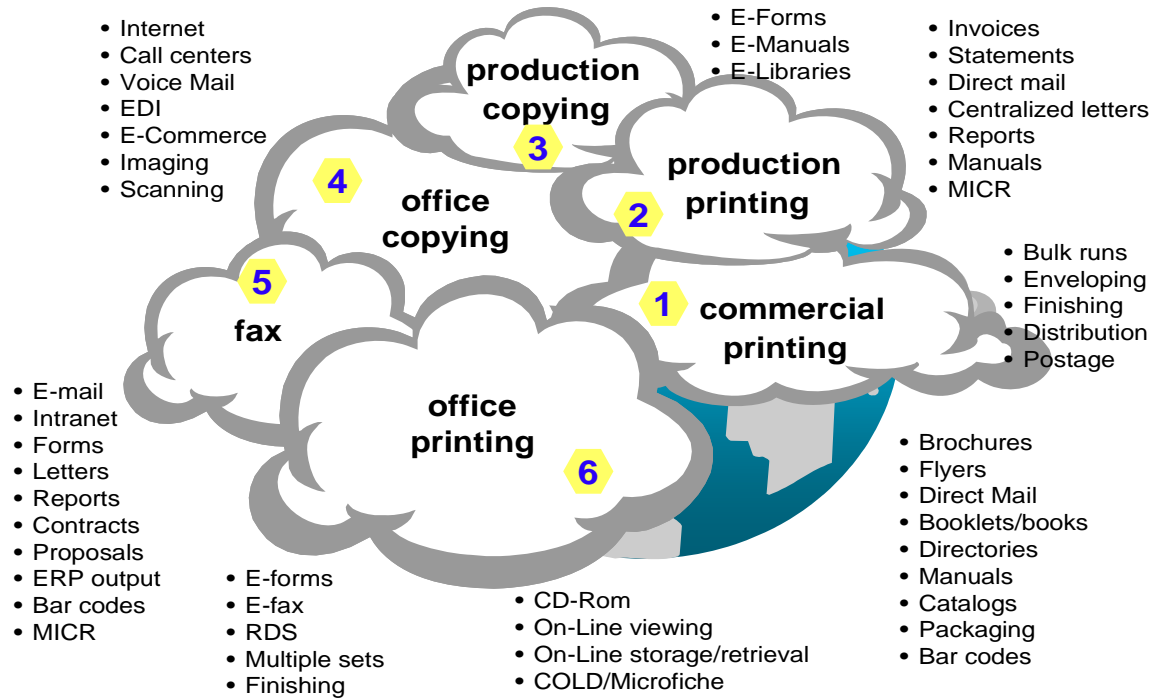 • Internet
• Call centers
• Voice Mail
• EDI
• E-Commerce
• Imaging
• Scanning
production
copying
3
• E-Forms
• E-Manuals
• E-Libraries
• Invoices
• Statements
• Direct mail
• Centralized letters
• Reports
• Manuals
• MICR
4
office
copying
production
printing
2
5
fax
1
commercial
printing
• Bulk runs
• Enveloping
• Finishing
• Distribution
• Postage
office
printing
6
• E-mail
• Intranet
• Forms
• Letters
• Reports
• Contracts
• Proposals
• ERP output
• Bar codes
• MICR
• E-forms
• E-fax
• RDS
• Multiple sets
• Finishing
• CD-Rom
• On-Line viewing
• On-Line storage/retrieval
• COLD/Microfiche
• Brochures
• Flyers
• Direct Mail
• Booklets/books
• Directories
• Manuals
• Catalogs
• Packaging
• Bar codes